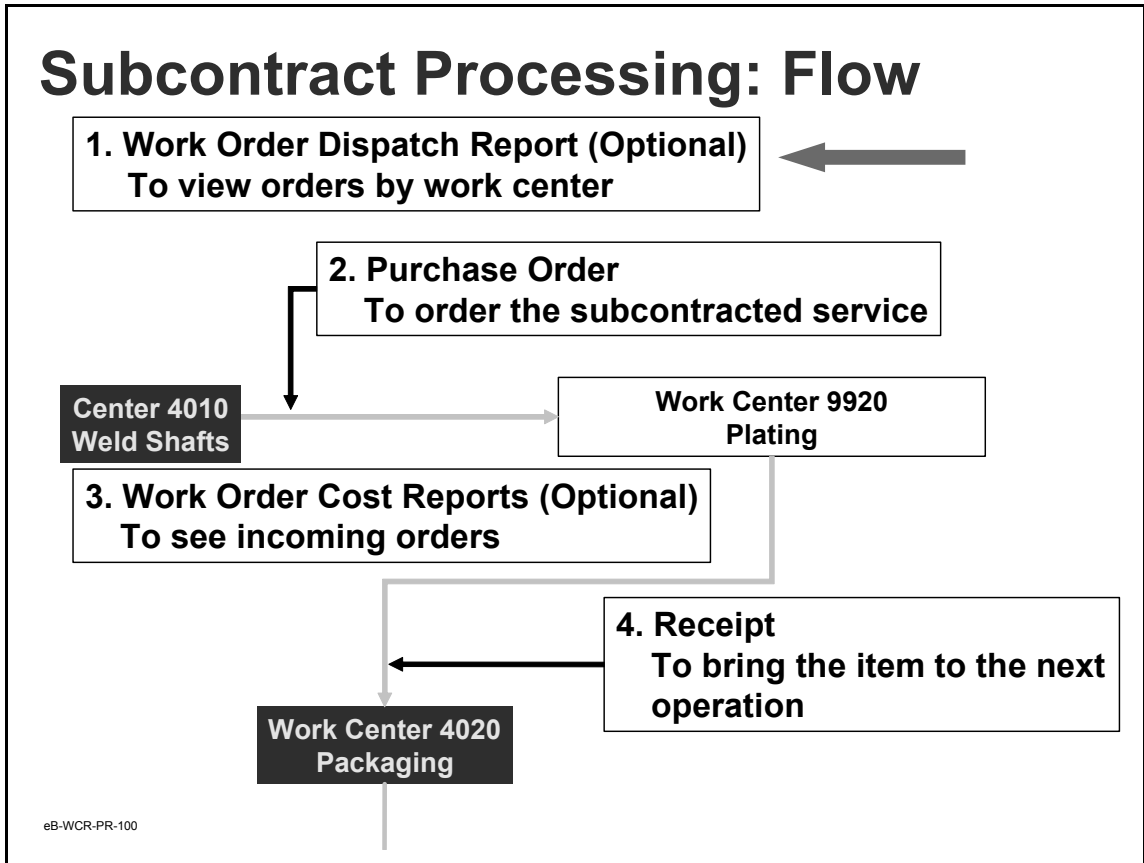 Subcontract Processing: Flow
1. Work Order Dispatch Report (Optional)
To view orders by work center
2. Purchase Order
To order the subcontracted service
Center 4010
Weld Shafts
Work Center 9920
Plating
3. Work Order Cost Reports (Optional)
To see incoming orders
4. Receipt
To bring the item to the next
operation
Work Center 4020
Packaging
eB-WCR-PR-100